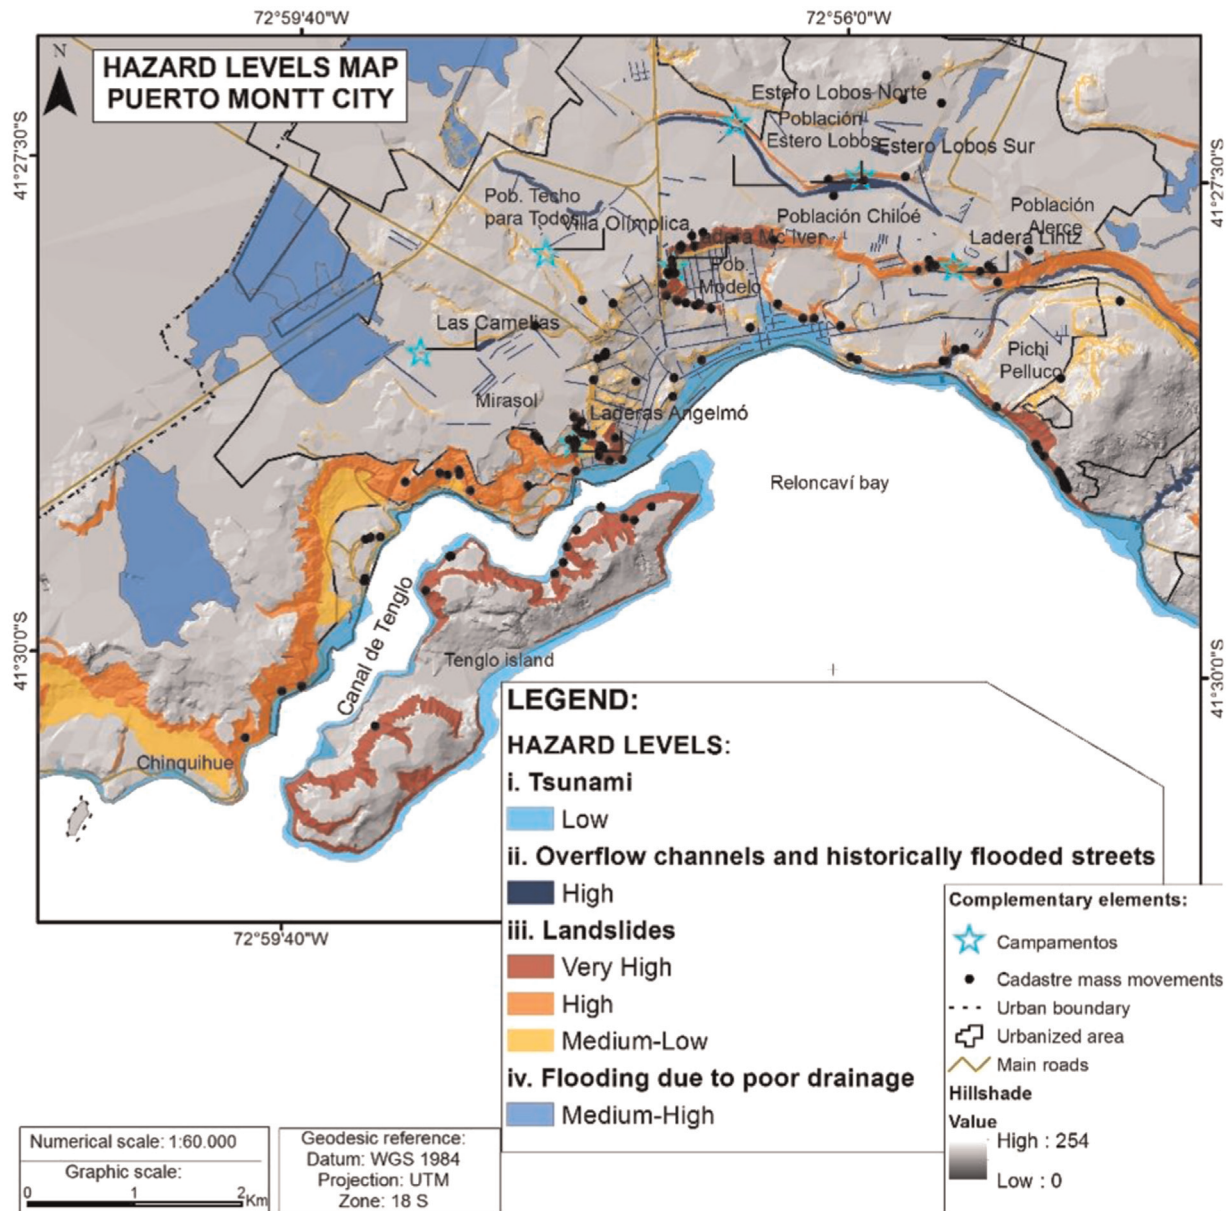 72°59'40"W
72°56'0"W
N
HAZARD LEVELS MAP
PUERTO MONTT CITY
41°27'30"S
41°27'30"S
Estero Lobos Norte
Población
Estero Lobos
Estero Lobos Sur
Pob. Techo
para Todos
Villa Olímplica
Población Chiloé
Población
Alerce
Ladera Mc Iver
Ladera Lintz
Pob.
Modelo
Las Camelias
Pichi
Pelluco
Mirasol
Laderas Angelmó
Reloncaví bay
Canal de Tenglo
Tenglo island
41°30'0"S
41°30'0"S
Chinquihue
72°59'40"W
LEGEND:
HAZARD LEVELS:
i. Tsunami
Low
ii. Overflow channels and historically flooded streets
High
iii. Landslides
Very High
High
Medium-Low
iv. Flooding due to poor drainage
Medium-High
Complementary elements:
Campamentos
Cadastre mass movements
Urban boundary
Urbanized area
Main roads
Hillshade
Value
High : 254
Low : 0
Numerical scale: 1:60.000
Graphic scale:
0 1 2 Km
Geodesic reference:
Datum: WGS 1984
Projection: UTM
Zone: 18 S